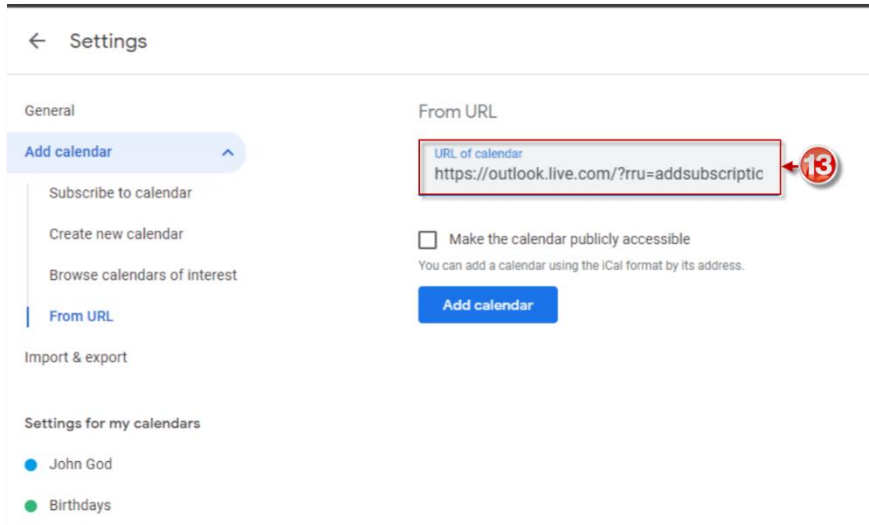 Settings
General
Add calendar
Subscribe to calendar
Create new calendar
Browse calendars of interest
From URL
Import & export
Settings for my calendars
John God
Birthdays
From URL
URL of calendar
https://outlook.live.com/?rru=addsubscriptic
13
Make the calendar publicly accessible
You can add a calendar using the iCal format by its address.
Add calendar